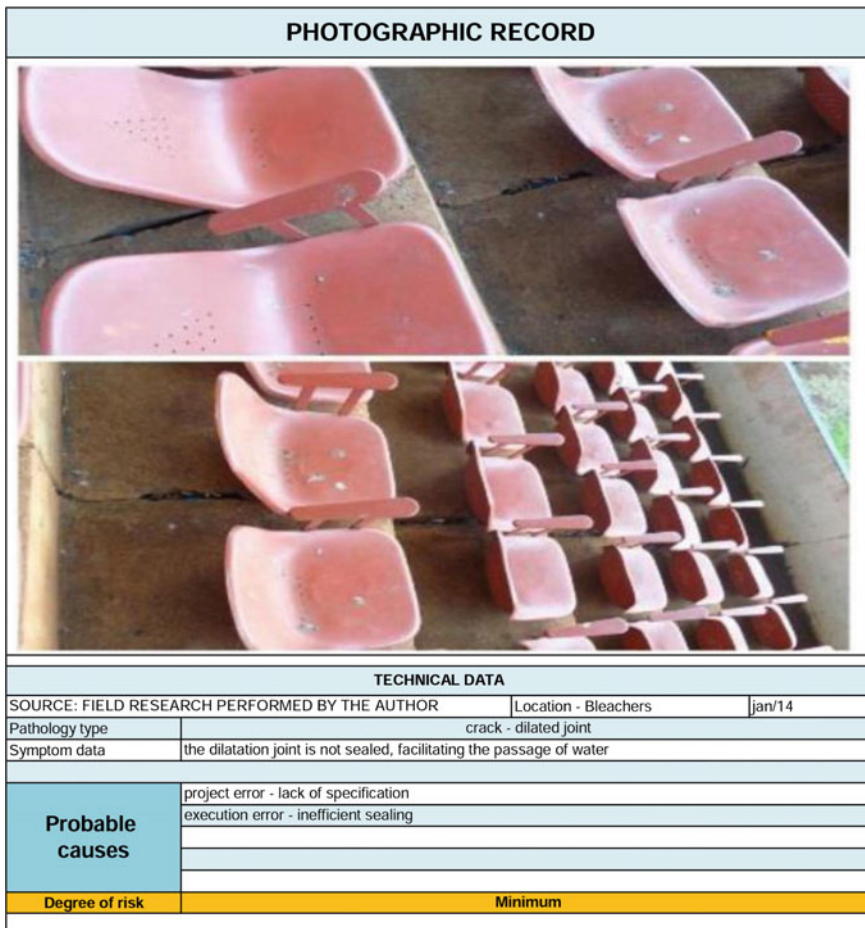 PHOTOGRAPHIC RECORD
TECHNICAL DATA
SOURCE: FIELD RESEARCH PERFORMED BY THE AUTHOR Location - Bleachers jan/14
Pathology type crack - dilated joint
Symptom data the dilatation joint is not sealed, facilitating the passage of water
project error - lack of specification
execution error - inefficient sealing
Probable
causes
Degree of risk Minimum